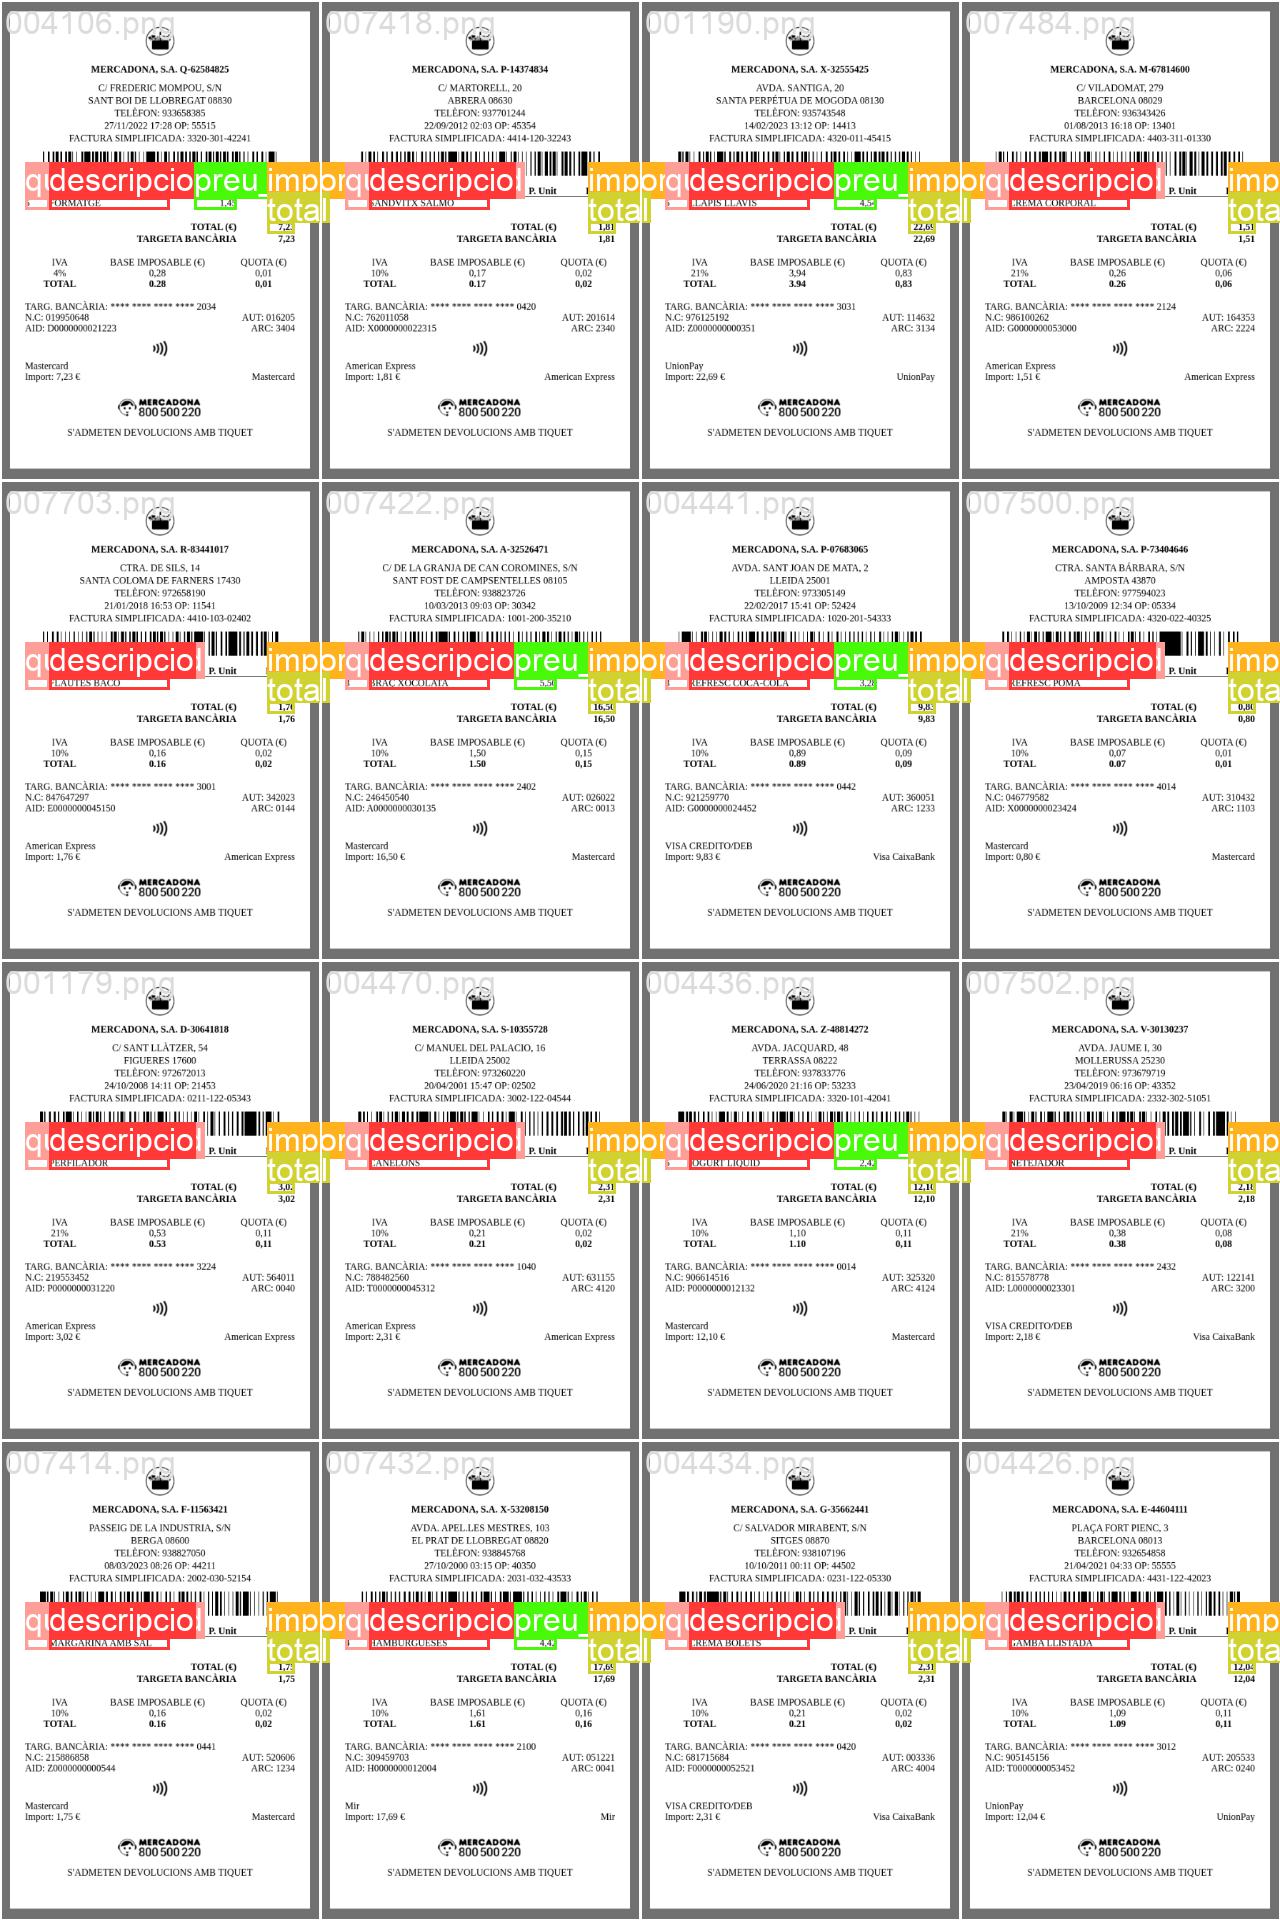 004106.png
MERCADONA, S.A. Q-62584825
C/ FREDERIC MOMPOU, S/N
SANT BOI DE LLOBREGAT 08830
TELÈFON: 933658385
27/11/2022 17:28 OP: 55515
FACTURA SIMPLIFICADA: 3320-301-42241
descripcio preu_ impor
total
FORMATGE
TOTAL (€)
TARGETA BANCÀRIA 7,23
IVA BASE IMPOSABLE (€) QUOTA (€)
4% 0,28 0,01
TOTAL 0.28 0,01
TARG. BANCÀRIA: **** **** **** **** 2034
N.C: 019950648 AUT: 016205
AID: D0000000021223 ARC: 3404
Mastercard
Import: 7,23 € Mastercard
MERCADONA
800 500 220
S'ADMETEN DEVOLUCIONS AMB TIQUET
007418.png
MERCADONA, S.A. P-14374834
C/ MARTORELL, 20
ABRERA 08630
TELÈFON: 937701244
22/09/2012 02:03 OP: 45354
FACTURA SIMPLIFICADA: 4414-120-32243
descripcio P. Unit impor
total
SANDVITX SALMO
TOTAL (€) 1,81
TARGETA BANCÀRIA 1,81
IVA BASE IMPOSABLE (€) QUOTA (€)
10% 0,17 0,02
TOTAL 0.17 0,02
TARG. BANCÀRIA: **** **** **** **** 0420
N.C: 762011058 AUT: 201614
AID: X0000000022315 ARC: 2340
American Express
Import: 1,81 € American Express
MERCADONA
800 500 220
S'ADMETEN DEVOLUCIONS AMB TIQUET
001190.png
MERCADONA, S.A. X-32555425
AVDA. SANTIGA, 20
SANTA PERPÉTUA DE MOGODA 08130
TELÈFON: 935743548
14/02/2023 13:12 OP: 14413
FACTURA SIMPLIFICADA: 4320-011-45415
descripcio preu_ impor
total
LLAPIS LLAVIS
TOTAL (€) 22,69
TARGETA BANCÀRIA 22,69
IVA BASE IMPOSABLE (€) QUOTA (€)
21% 3,94 0,83
TOTAL 3.94 0,83
TARG. BANCÀRIA: **** **** **** **** 3031
N.C: 976125192 AUT: 114632
AID: Z0000000000351 ARC: 3134
UnionPay
Import: 22,69 € UnionPay
MERCADONA
800 500 220
S'ADMETEN DEVOLUCIONS AMB TIQUET
007484.png
MERCADONA, S.A. M-67814600
C/ VILADOMAT, 279
BARCELONA 08029
TELÈFON: 936343426
01/08/2013 16:18 OP: 13401
FACTURA SIMPLIFICADA: 4403-311-01330
descripcio P. Unit imp
total
CREMA CORPORAL
TOTAL (€) 1,51
TARGETA BANCÀRIA 1,51
IVA BASE IMPOSABLE (€) QUOTA (€)
21% 0,26 0,06
TOTAL 0.26 0,06
TARG. BANCÀRIA: **** **** **** **** 2124
N.C: 986100262 AUT: 164353
AID: G0000000053000 ARC: 2224
American Express
Import: 1,51 € American Express
MERCADONA
800 500 220
S'ADMETEN DEVOLUCIONS AMB TIQUET
007703.png
MERCADONA, S.A. R-83441017
CTRA. DE SILS, 14
SANTA COLOMA DE FARNERS 17430
TELÈFON: 972658190
21/01/2018 16:53 OP: 11541
FACTURA SIMPLIFICADA: 4410-103-02402
descripcio P. Unit impor
total
FLAUTES BACO
TOTAL (€) 1,76
TARGETA BANCÀRIA 1,76
IVA BASE IMPOSABLE (€) QUOTA (€)
10% 0,16 0,02
TOTAL 0.16 0,02
TARG. BANCÀRIA: **** **** **** **** 3001
N.C: 847647297 AUT: 342023
AID: E0000000045150 ARC: 0144
American Express
Import: 1,76 € American Express
MERCADONA
800 500 220
S'ADMETEN DEVOLUCIONS AMB TIQUET
007422.png
MERCADONA, S.A. A-32526471
C/ DE LA GRANJA DE CAN COROMINES, S/N
SANT FOST DE CAMPSENTELLES 08105
TELÈFON: 938823726
10/03/2013 09:03 OP: 30342
FACTURA SIMPLIFICADA: 1001-200-35210
descripcio preu_ impor
total
BRAÇ XOCOLATA 5,50
TOTAL (€) 16,50
TARGETA BANCÀRIA 16,50
IVA BASE IMPOSABLE (€) QUOTA (€)
10% 1,50 0,15
TOTAL 1.50 0,15
TARG. BANCÀRIA: **** **** **** **** 2402
N.C: 246450540 AUT: 026022
AID: A0000000030135 ARC: 0013
Mastercard
Import: 16,50 € Mastercard
MERCADONA
800 500 220
S'ADMETEN DEVOLUCIONS AMB TIQUET
004441.png
MERCADONA, S.A. P-07683065
AVDA. SANT JOAN DE MATA, 2
LLEIDA 25001
TELÈFON: 973305149
22/02/2017 15:41 OP: 52424
FACTURA SIMPLIFICADA: 1020-201-54333
descripcio preu_ impor
total
REFRESC COCA-COLA 3,28
TOTAL (€) 9,83
TARGETA BANCÀRIA 9,83
IVA BASE IMPOSABLE (€) QUOTA (€)
10% 0,89 0,09
TOTAL 0.89 0,09
TARG. BANCÀRIA: **** **** **** **** 0442
N.C: 921259770 AUT: 360051
AID: G0000000024452 ARC: 1233
VISA CREDITO/DEB
Import: 9,83 € Visa CaixaBank
MERCADONA
800 500 220
S'ADMETEN DEVOLUCIONS AMB TIQUET
007500.png
MERCADONA, S.A. P-73404646
CTRA. SANTA BÁRBARA, S/N
AMPOSTA 43870
TELÈFON: 977594023
13/10/2009 12:34 OP: 05334
FACTURA SIMPLIFICADA: 4320-022-40325
descripcio P. Unit imp
total
REFRESC POMA
TOTAL (€) 0,80
TARGETA BANCÀRIA 0,80
IVA BASE IMPOSABLE (€) QUOTA (€)
10% 0,07 0,01
TOTAL 0.07 0,01
TARG. BANCÀRIA: **** **** **** **** 4014
N.C: 046779582 AUT: 310432
AID: X0000000023424 ARC: 1103
Mastercard
Import: 0,80 € Mastercard
MERCADONA
800 500 220
S'ADMETEN DEVOLUCIONS AMB TIQUET
001179.png
MERCADONA, S.A. D-30641818
C/ SANT LLÀTZER, 54
FIGUERES 17600
TELÈFON: 972672013
24/10/2008 14:11 OP: 21453
FACTURA SIMPLIFICADA: 0211-122-05343
descripcio P. Unit impor
total
PERFILADOR
TOTAL (€) 3,02
TARGETA BANCÀRIA 3,02
IVA BASE IMPOSABLE (€) QUOTA (€)
21% 0,53 0,11
TOTAL 0.53 0,11
TARG. BANCÀRIA: **** **** **** **** 3224
N.C: 219553452 AUT: 564011
AID: P0000000031220 ARC: 0040
American Express
Import: 3,02 € American Express
MERCADONA
800 500 220
S'ADMETEN DEVOLUCIONS AMB TIQUET
004470.png
MERCADONA, S.A. S-10355728
C/ MANUEL DEL PALACIO, 16
LLEIDA 25002
TELÈFON: 973260220
20/04/2001 15:47 OP: 02502
FACTURA SIMPLIFICADA: 3002-122-04544
descripcio P. Unit impor
total
CANELONS
TOTAL (€) 2,31
TARGETA BANCÀRIA 2,31
IVA BASE IMPOSABLE (€) QUOTA (€)
10% 0,21 0,02
TOTAL 0.21 0,02
TARG. BANCÀRIA: **** **** **** **** 1040
N.C: 788482560 AUT: 631155
AID: T0000000045312 ARC: 4120
American Express
Import: 2,31 € American Express
MERCADONA
800 500 220
S'ADMETEN DEVOLUCIONS AMB TIQUET
004436.png
MERCADONA, S.A. Z-48814272
AVDA. JACQUARD, 48
TERRASSA 08222
TELÈFON: 937833776
24/06/2020 21:16 OP: 53233
FACTURA SIMPLIFICADA: 3320-101-42041
descripcio preu_ impor
total
IOGURT LIQUID 2,42
TOTAL (€) 12,10
TARGETA BANCÀRIA 12,10
IVA BASE IMPOSABLE (€) QUOTA (€)
10% 1,10 0,11
TOTAL 1.10 0,11
TARG. BANCÀRIA: **** **** **** **** 0014
N.C: 906614516 AUT: 325320
AID: P0000000012132 ARC: 4124
Mastercard
Import: 12,10 € Mastercard
MERCADONA
800 500 220
S'ADMETEN DEVOLUCIONS AMB TIQUET
007502.png
MERCADONA, S.A. V-30130237
AVDA. JAUME I, 30
MOLLERUSSA 25230
TELÈFON: 973679719
23/04/2019 06:16 OP: 43352
FACTURA SIMPLIFICADA: 2332-302-51051
descripcio P. Unit imp
total
NETEJADOR
TOTAL (€) 2,18
TARGETA BANCÀRIA 2,18
IVA BASE IMPOSABLE (€) QUOTA (€)
21% 0,38 0,08
TOTAL 0.38 0,08
TARG. BANCÀRIA: **** **** **** **** 2432
N.C: 815578778 AUT: 122141
AID: L0000000023301 ARC: 3200
VISA CREDITO/DEB
Import: 2,18 € Visa CaixaBank
MERCADONA
800 500 220
S'ADMETEN DEVOLUCIONS AMB TIQUET
007414.png
MERCADONA, S.A. F-11563421
PASSEIG DE LA INDUSTRIA, S/N
BERGA 08600
TELÈFON: 938827050
08/03/2023 08:26 OP: 44211
FACTURA SIMPLIFICADA: 2002-030-52154
descripcio P. Unit impor
total
MARGARINA AMB SAL
TOTAL (€) 1,75
TARGETA BANCÀRIA 1,75
IVA BASE IMPOSABLE (€) QUOTA (€)
10% 0,16 0,02
TOTAL 0.16 0,02
TARG. BANCÀRIA: **** **** **** **** 0441
N.C: 215886858 AUT: 520606
AID: Z0000000000544 ARC: 1234
Mastercard
Import: 1,75 € Mastercard
MERCADONA
800 500 220
S'ADMETEN DEVOLUCIONS AMB TIQUET
007432.png
MERCADONA, S.A. X-53208150
AVDA. APEL.LES MESTRES, 103
EL PRAT DE LLOBREGAT 08820
TELÈFON: 938845768
27/10/2000 03:15 OP: 40350
FACTURA SIMPLIFICADA: 2031-032-43533
descripcio preu_ impor
total
HAMBURGUESES 4,42
TOTAL (€) 17,69
TARGETA BANCÀRIA 17,69
IVA BASE IMPOSABLE (€) QUOTA (€)
10% 1,61 0,16
TOTAL 1.61 0,16
TARG. BANCÀRIA: **** **** **** **** 2100
N.C: 309459703 AUT: 051221
AID: H0000000012004 ARC: 0041
Mir
Import: 17,69 € Mir
MERCADONA
800 500 220
S'ADMETEN DEVOLUCIONS AMB TIQUET
004434.png
MERCADONA, S.A. G-35662441
C/ SALVADOR MIRABENT, S/N
SITGES 08870
TELÈFON: 938107196
10/10/2011 00:11 OP: 44502
FACTURA SIMPLIFICADA: 0231-122-05330
descripcio P. Unit impor
total
CREMA BOLETS
TOTAL (€) 2,31
TARGETA BANCÀRIA 2,31
IVA BASE IMPOSABLE (€) QUOTA (€)
10% 0,21 0,02
TOTAL 0.21 0,02
TARG. BANCÀRIA: **** **** **** **** 0420
N.C: 681715684 AUT: 003336
AID: F0000000052521 ARC: 4004
VISA CREDITO/DEB
Import: 2,31 € Visa CaixaBank
MERCADONA
800 500 220
S'ADMETEN DEVOLUCIONS AMB TIQUET
004426.png
MERCADONA, S.A. E-44604111
PLAÇA FORT PIENC, 3
BARCELONA 08013
TELÈFON: 932654858
21/04/2021 04:33 OP: 55555
FACTURA SIMPLIFICADA: 4431-122-42023
descripcio P. Unit imp
total
GAMBA LLISTADA
TOTAL (€) 12,04
TARGETA BANCÀRIA 12,04
IVA BASE IMPOSABLE (€) QUOTA (€)
10% 1,09 0,11
TOTAL 1.09 0,11
TARG. BANCÀRIA: **** **** **** **** 3012
N.C: 905145156 AUT: 205533
AID: T0000000053452 ARC: 0240
UnionPay
Import: 12,04 € UnionPay
MERCADONA
800 500 220
S'ADMETEN DEVOLUCIONS AMB TIQUET